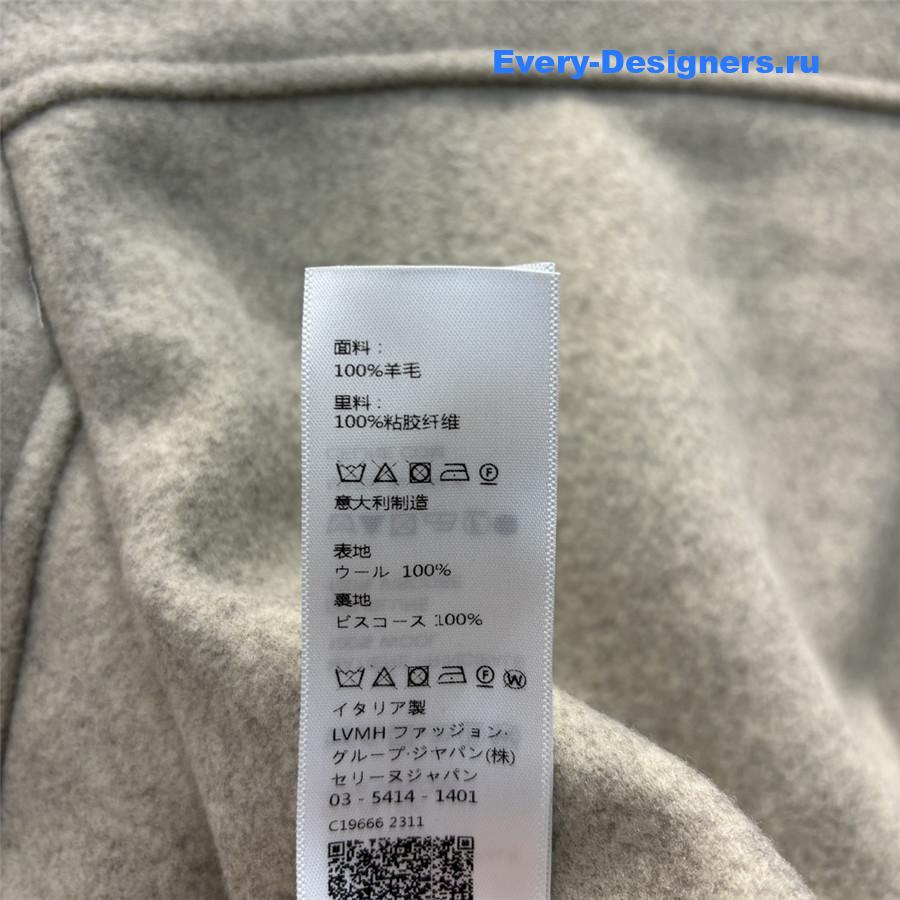 Every-Designers.ru
面料：
100%羊毛
里料：
100%粘胶纤维
F
意大利制造
表地
ウール 100%
裏地
ビスコース 100%
F W
イタリア製
LVMH ファッション·
グループ·ジャパン(株)
セリーヌジャパン
03 - 5414 - 1401
C19666 2311